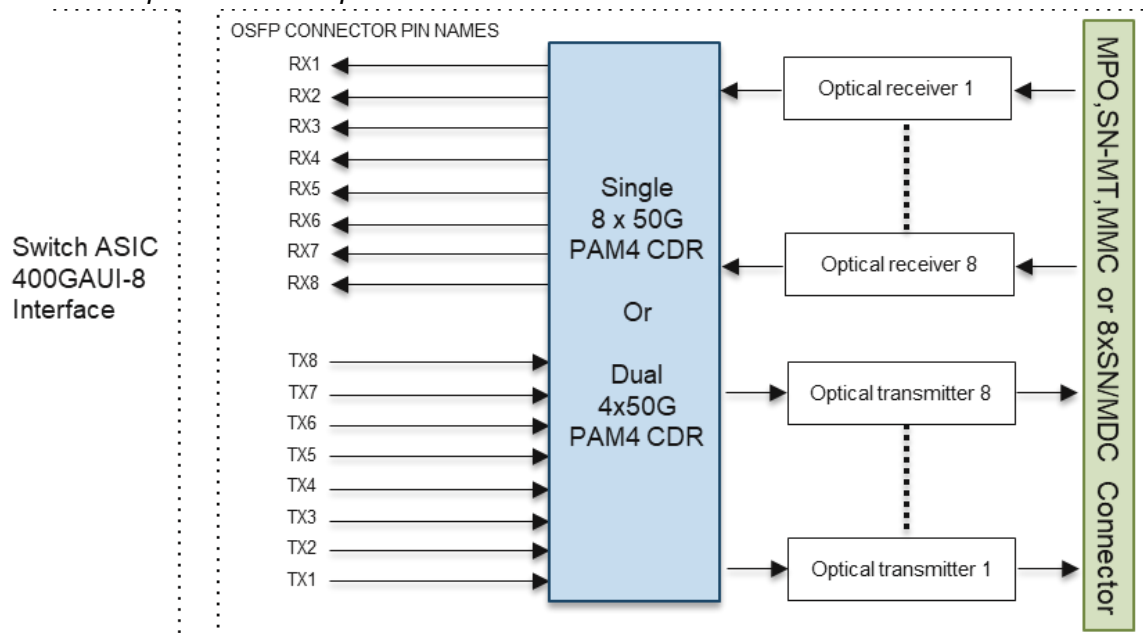 OSFP CONNECTOR PIN NAMES
RX1
RX2
RX3
RX4
RX5
RX6
RX7
RX8
TX8
TX7
TX6
TX5
TX4
TX3
TX2
TX1
Switch ASIC
400GAUI-8
Interface
Single
8 x 50G
PAM4 CDR
Or
Dual
4x50G
PAM4 CDR
Optical receiver 1
Optical receiver 8
Optical transmitter 8
Optical transmitter 1
MPO,SN-MT,MMC or 8xSN/MDC Connector